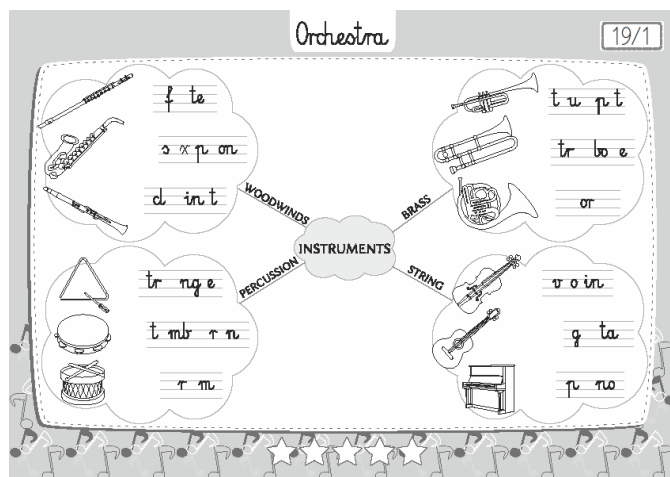 Orchestra
19/1
f te
s x p on
cl in t
WOODWINDS
t u p t
tr bo e
or
BRASS
INSTRUMENTS
PERCUSSION
tr ng e
t mb r n
r m
STRING
v o in
g ta
p no